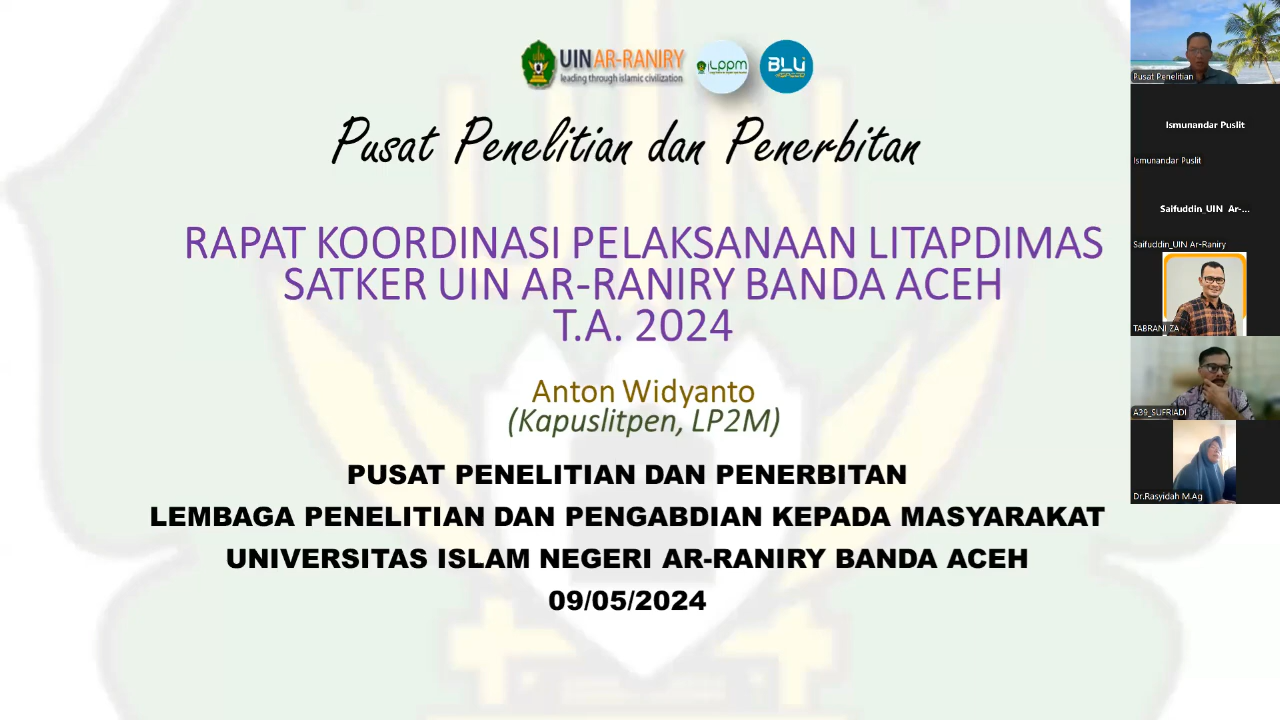 UIN AR-RANIRY
leading through islamic civilization
LPPM
BLU
Pusat Penelitian dan Penerbitan
RAPAT KOORDINASI PELAKSANAAN LITAPDIMAS
SATKER UIN AR-RANIRY BANDA ACEH
T.A. 2024
Anton Widyanto
(Kapuslitpen, LP2M)
PUSAT PENELITIAN DAN PENERBITAN
LEMBAGA PENELITIAN DAN PENGABDIAN KEPADA MASYARAKAT
UNIVERSITAS ISLAM NEGERI AR-RANIRY BANDA ACEH
09/05/2024
Pusat Penelitian
Ismunandar Puslit
Ismunandar Puslit
Saifuddin_UIN Ar-...
Saifuddin_UIN Ar-Raniry
TABRANI ZA
A39_SUFRIADI
Dr.Rasyidah M.Ag
UIN